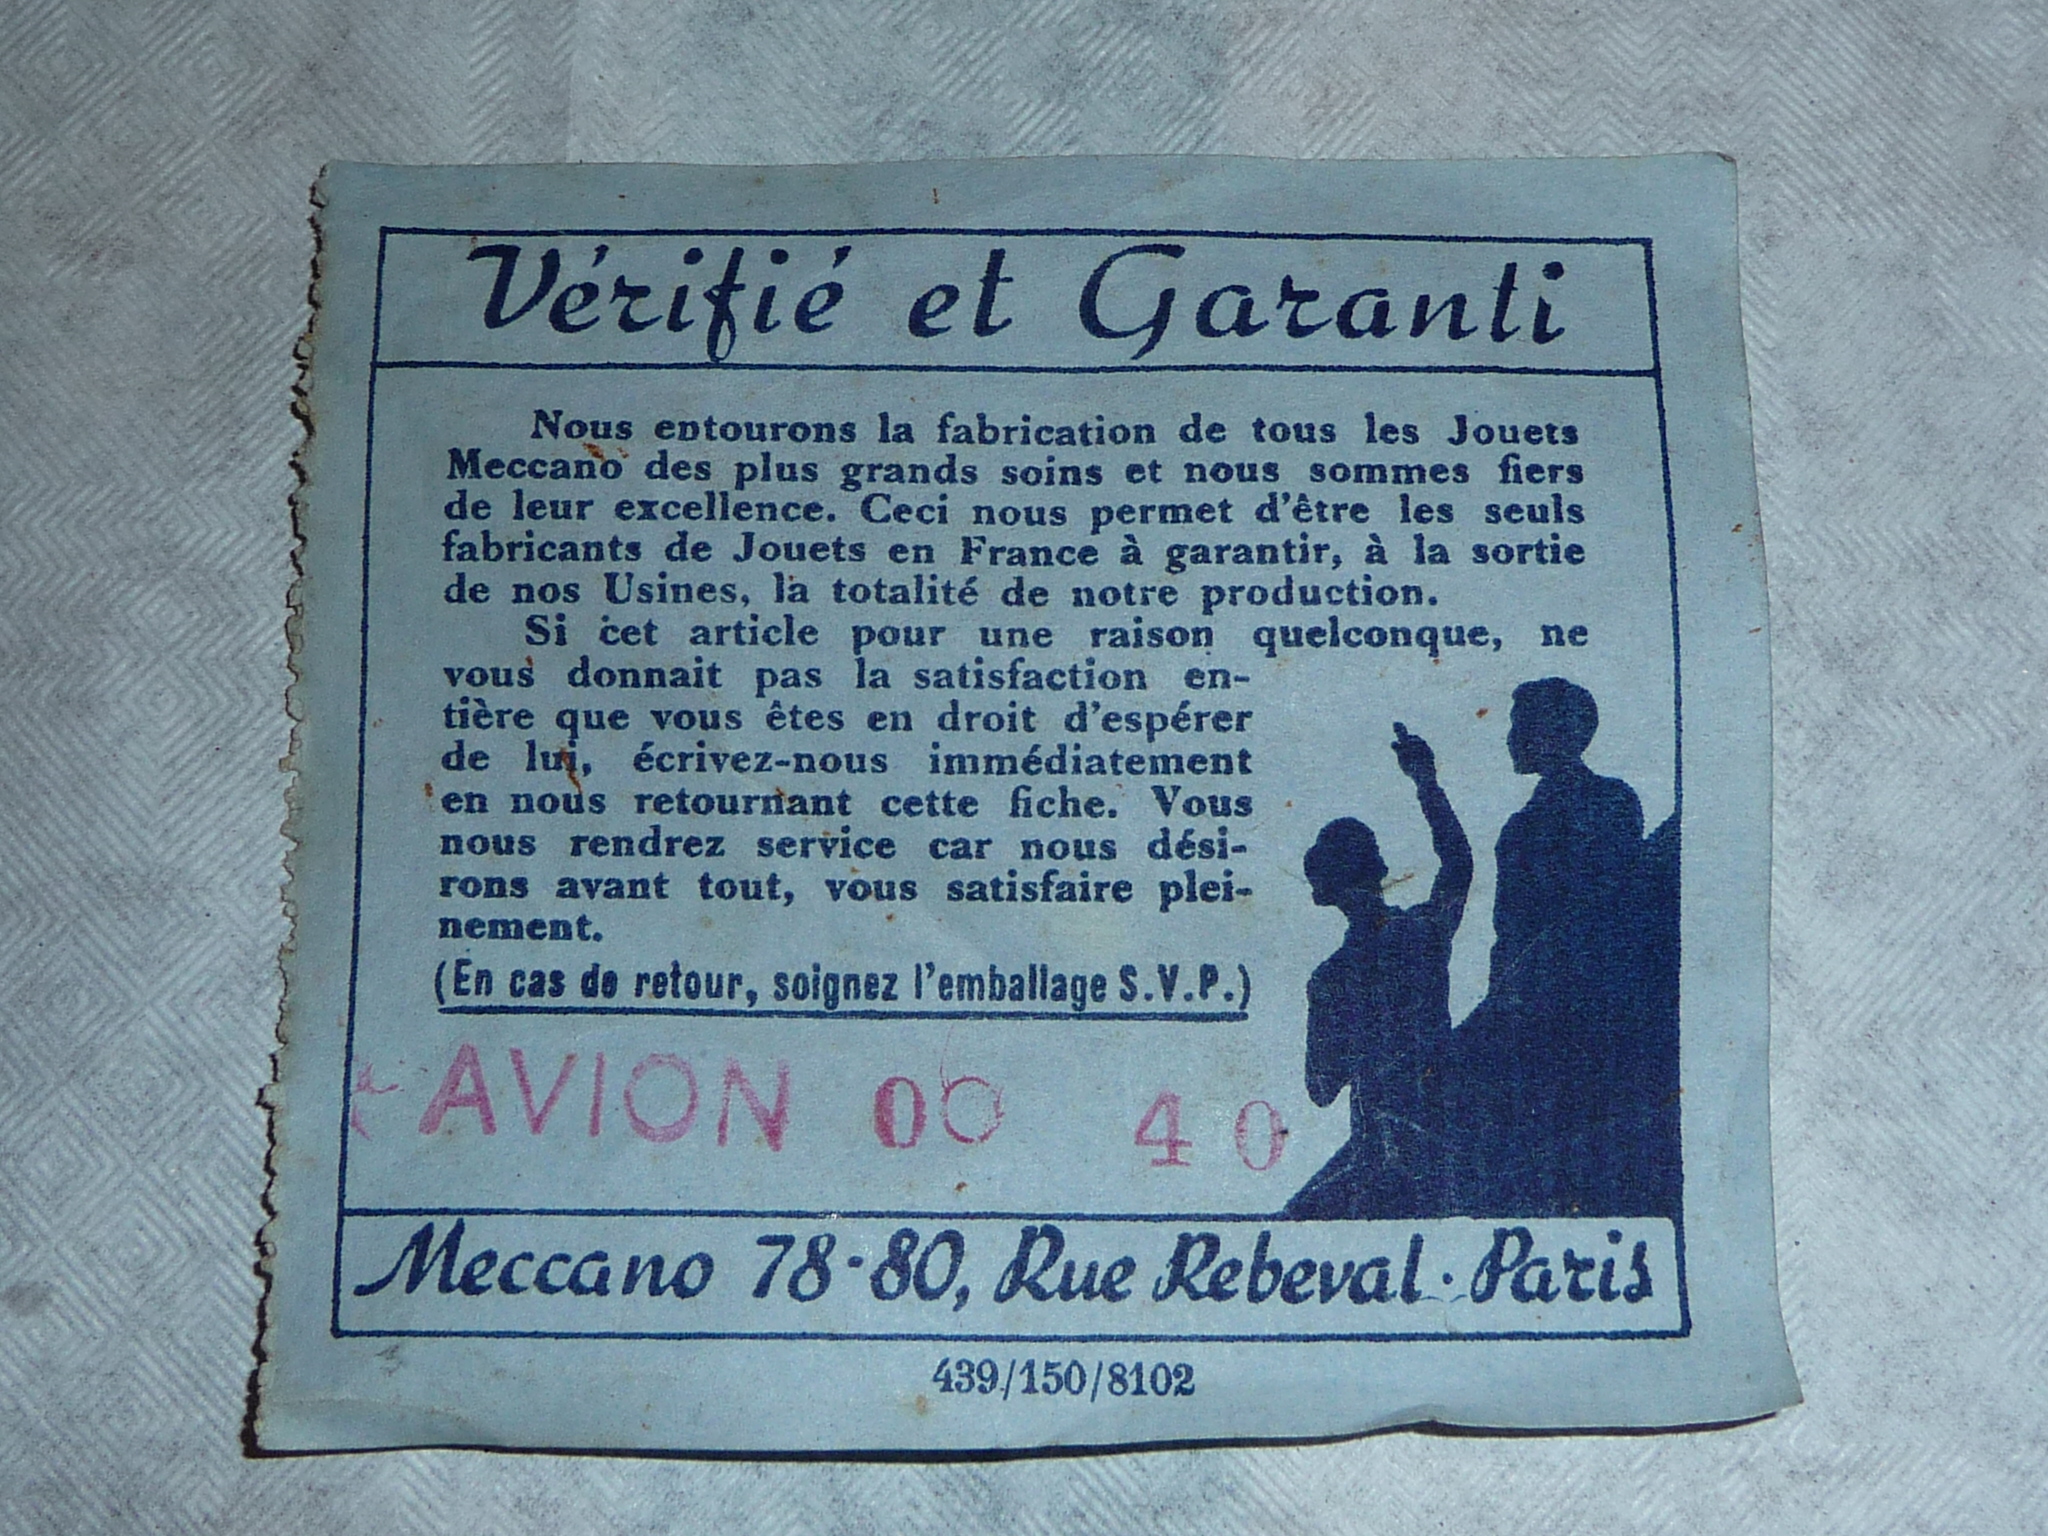 Vérifié et Garanti
Nous entourons la fabrication de tous les Jouets
Meccano des plus grands soins et nous sommes fiers
de leur excellence. Ceci nous permet d'être les seuls
fabricants de Jouets en France à garantir, à la sortie
de nos Usines, la totalité de notre production.
Si cet article pour une raison quelconque, ne
vous donnait pas la satisfaction en-
tière que vous êtes en droit d'espérer
de lui, écrivez-nous immédiatement
en nous retournant cette fiche. Vous
nous rendrez service car nous dési-
rons avant tout, vous satisfaire plei-
nement.
(En cas de retour, soignez l'emballage S.V.P.)
AVION 00 40
Meccano 78-80, Rue Rebeval · Paris
439/150/8102